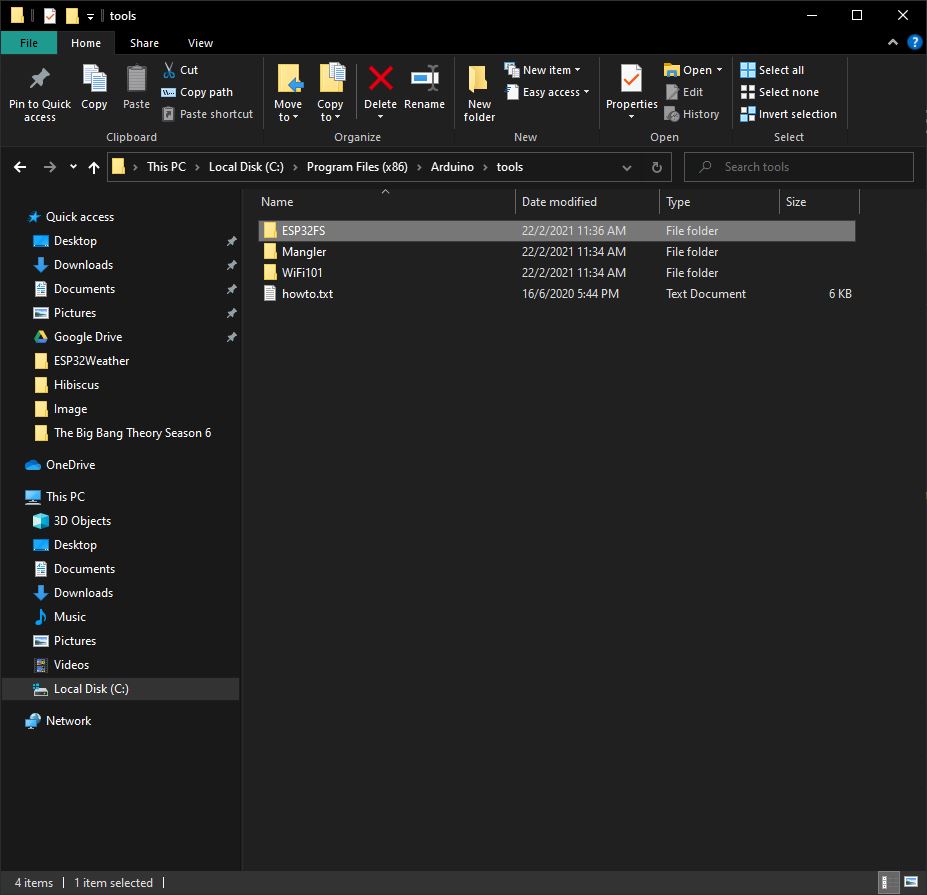 tools
File Home Share View
Pin to Quick access
Copy
Paste
Cut
Copy path
Paste shortcut
Clipboard
Move to
Copy to
Delete
Rename
Organize
New folder
New item
Easy access
New
Properties
Open
Edit
History
Open
Select all
Select none
Invert selection
Select
This PC > Local Disk (C:) > Program Files (x86) > Arduino > tools
Search tools
Quick access
Desktop
Downloads
Documents
Pictures
Google Drive
ESP32Weather
Hibiscus
Image
The Big Bang Theory Season 6
OneDrive
This PC
3D Objects
Desktop
Documents
Downloads
Music
Pictures
Videos
Local Disk (C:)
Network
Name Date modified Type Size
ESP32FS 22/2/2021 11:36 AM File folder
Mangler 22/2/2021 11:34 AM File folder
WiFi101 22/2/2021 11:34 AM File folder
howto.txt 16/6/2020 5:44 PM Text Document 6 KB
4 items 1 item selected